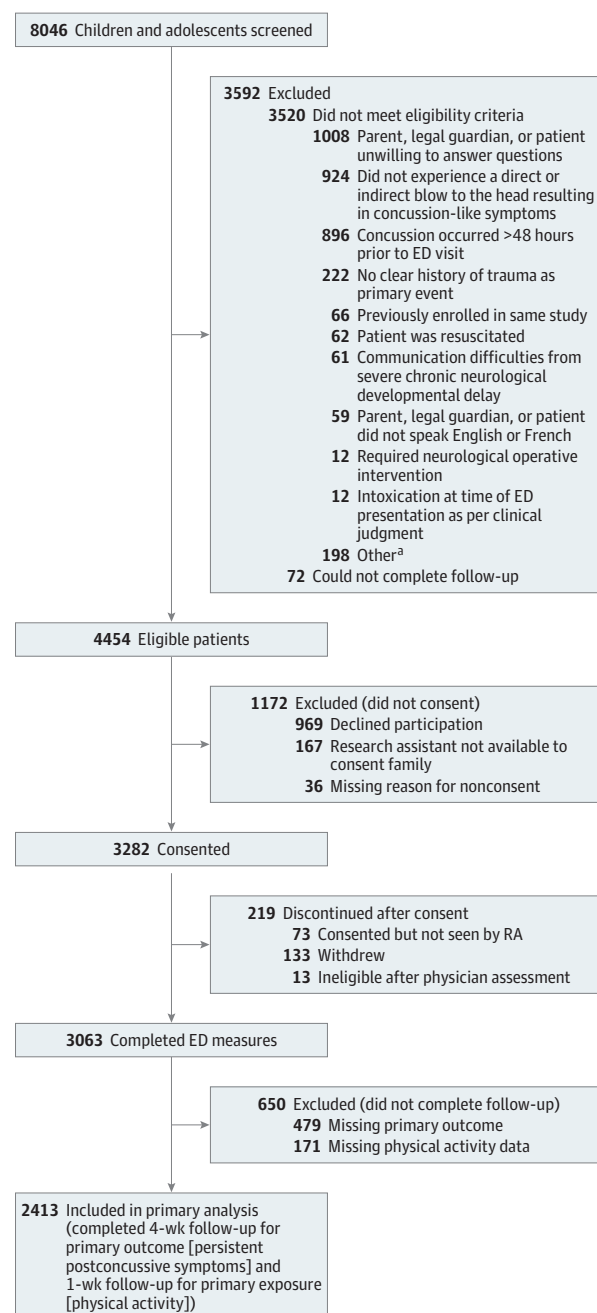 8046 Children and adolescents screened
3592 Excluded
3520 Did not meet eligibility criteria
1008 Parent, legal guardian, or patient
unwilling to answer questions
924 Did not experience a direct or
indirect blow to the head resulting
in concussion-like symptoms
896 Concussion occurred >48 hours
prior to ED visit
222 No clear history of trauma as
primary event
66 Previously enrolled in same study
62 Patient was resuscitated
61 Communication difficulties from
severe chronic neurological
developmental delay
59 Parent, legal guardian, or patient
did not speak English or French
12 Required neurological operative
intervention
12 Intoxication at time of ED
presentation as per clinical
judgment
198 Otherᵃ
72 Could not complete follow-up
4454 Eligible patients
1172 Excluded (did not consent)
969 Declined participation
167 Research assistant not available to
consent family
36 Missing reason for nonconsent
3282 Consented
219 Discontinued after consent
73 Consented but not seen by RA
133 Withdrew
13 Ineligible after physician assessment
3063 Completed ED measures
650 Excluded (did not complete follow-up)
479 Missing primary outcome
171 Missing physical activity data
2413 Included in primary analysis
(completed 4-wk follow-up for
primary outcome [persistent
postconcussive symptoms] and
1-wk follow-up for primary exposure
[physical activity])